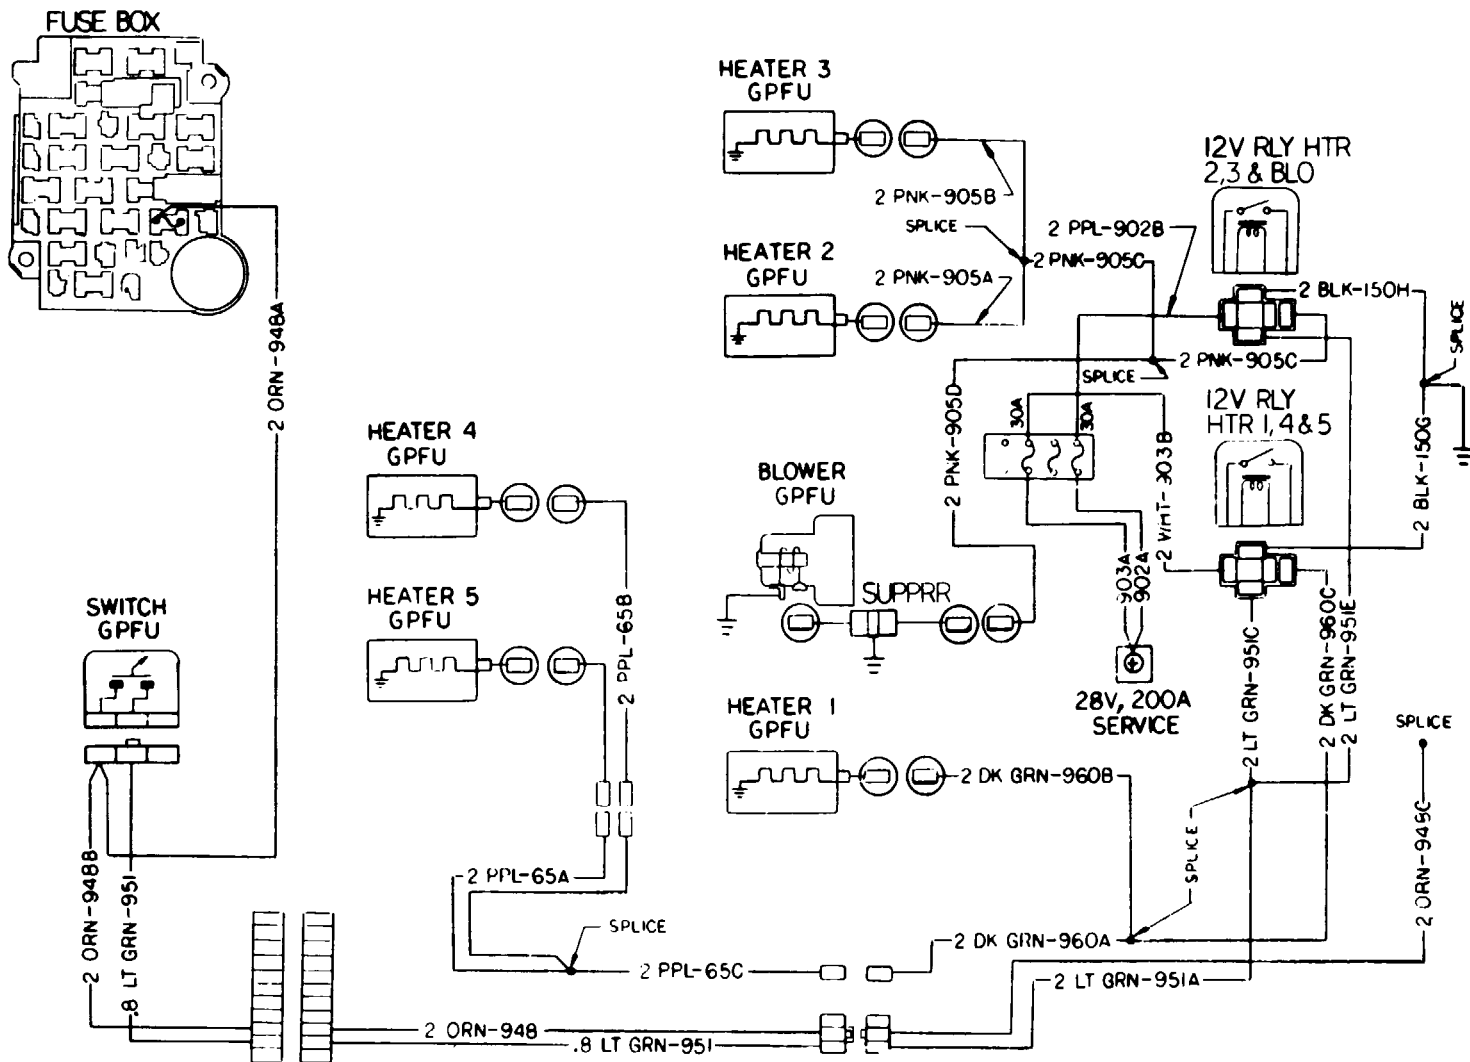 FUSE BOX
HEATER 3
GPFU
12V RLY HTR
2,3 & BLO
2 PNK-905B
SPLICE
2 PPL-902B
HEATER 2
GPFU
2 PNK-905C
2 PNK-905A
2 BLK-150H
SPLICE
2 ORN-948A
2 PNK-905C
SPLICE
12V RLY
HTR 1,4&5
30A
30A
2 PNK-905D
2 WHT-903B
2 BLK-150G
HEATER 4
GPFU
BLOWER
GPFU
903A
902A
SUPPRR
HEATER 5
GPFU
2 PPL-65B
SWITCH
GPFU
2 LT GRN-951C
2 DK GRN-960C
2 LT GRN-951E
28V, 200A
SERVICE
SPLICE
HEATER 1
GPFU
2 DK GRN-960B
SPLICE
2 ORN-948C
2 ORN-948B
.8 LT GRN-951
2 PPL-65A
SPLICE
2 DK GRN-960A
2 PPL-65C
2 LT GRN-951A
2 ORN-948
.8 LT GRN-951